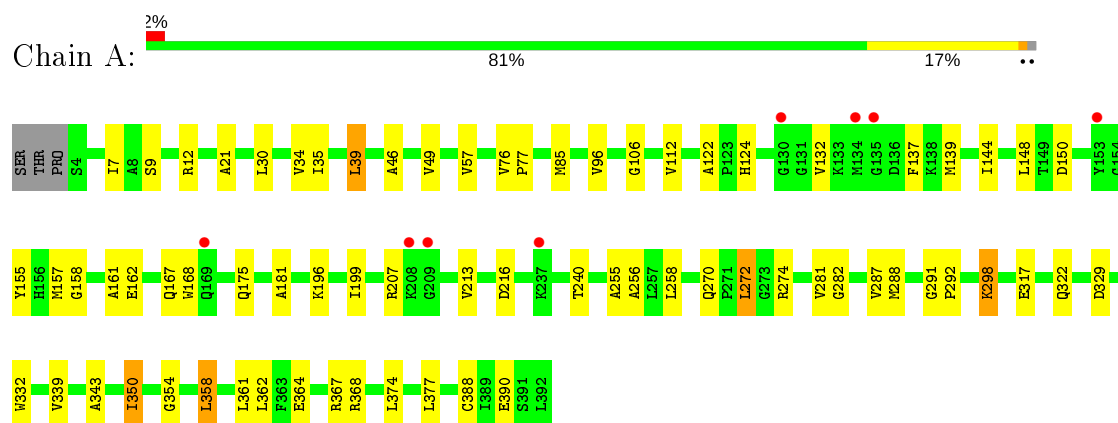 2%
Chain A:
81% 17% ••
SER THR PRO S4 I7 A8 S9 R12 A21 L30 V34 I35 L39 A46 V49 V57 V76 P77 M85 V96 G106 V112 A122 P123 H124 G130 G131 V132 K133 M134 G135 D136 F137 K138 M139 I144 L148 T149 D150 Y153 G154
Y155 H156 M157 G158 A161 E162 Q167 W168 Q169 Q175 A181 K196 I199 R207 K208 G209 V213 D216 K237 T240 A255 A256 L257 L258 Q270 P271 L272 G273 R274 V281 G282 V287 M288 G291 P292 K298 E317 Q322 D329
W332 V339 A343 I350 G354 L358 L361 L362 F363 E364 R367 R368 L374 L377 C388 I389 E390 S391 L392